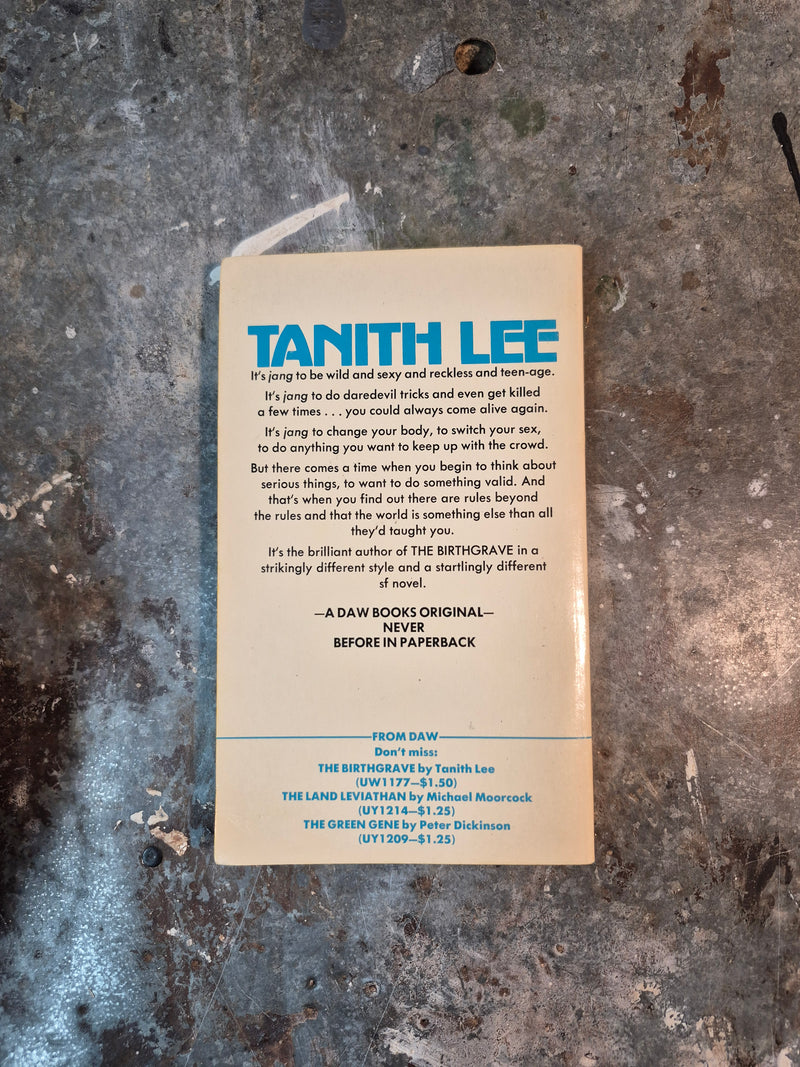 TANITH LEE
It's jang to be wild and sexy and reckless and teen-age.
It's jang to do daredevil tricks and even get killed
a few times . . . you could always come alive again.
It's jang to change your body, to switch your sex,
to do anything you want to keep up with the crowd.
But there comes a time when you begin to think about
serious things, to want to do something valid. And
that's when you find out there are rules beyond
the rules and that the world is something else than all
they'd taught you.
It's the brilliant author of THE BIRTHGRAVE in a
strikingly different style and a startlingly different
sf novel.
—A DAW BOOKS ORIGINAL—
NEVER
BEFORE IN PAPERBACK
FROM DAW
Don't miss:
THE BIRTHGRAVE by Tanith Lee
(UW1177—$1.50)
THE LAND LEVIATHAN by Michael Moorcock
(UY1214—$1.25)
THE GREEN GENE by Peter Dickinson
(UY1209—$1.25)